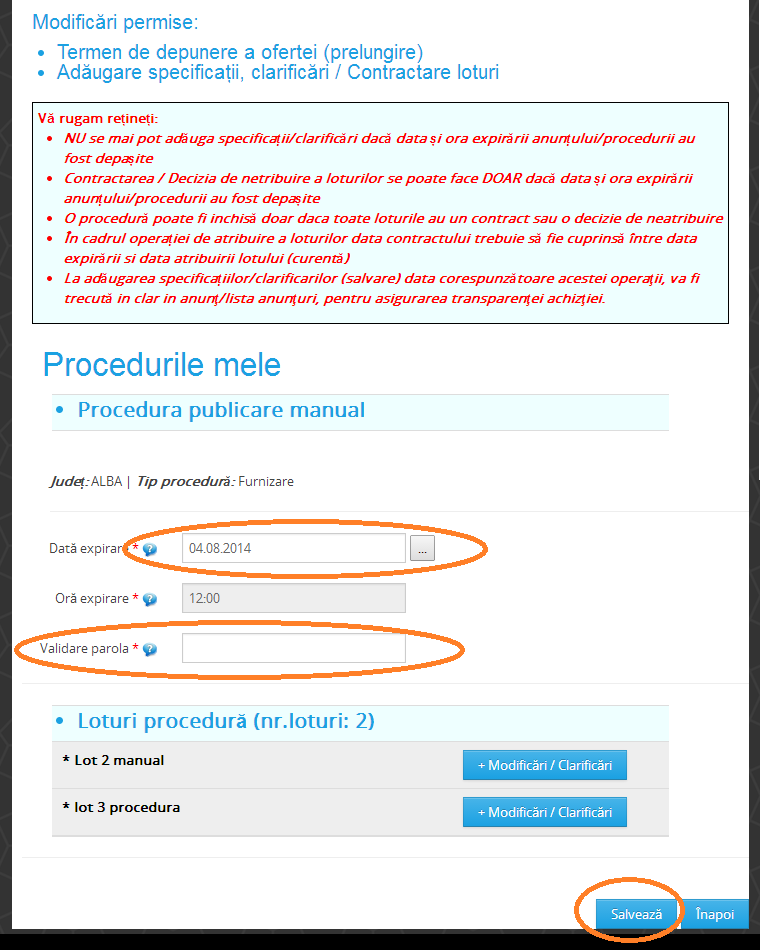 Modificări permise:
• Termen de depunere a ofertei (prelungire)
• Adăugare specificații, clarificări / Contractare loturi
Vă rugam rețineți:
• NU se mai pot adăuga specificații/clarificări dacă data și ora expirării anunțului/procedurii au
fost depașite
• Contractarea / Decizia de netribuire a loturilor se poate face DOAR dacă data și ora expirării
anunțului/procedurii au fost depașite
• O procedură poate fi inchisă doar daca toate loturile au un contract sau o decizie de neatribuire
• În cadrul operației de atribuire a loturilor data contractului trebuie să fie cuprinsă între data
expirării si data atribuirii lotului (curentă)
• La adăugarea specificațiilor/clarificarilor (salvare) data corespunzătoare acestei operații, va fi
trecută in clar in anunț/lista anunțuri, pentru asigurarea transparenței achiziției.
Procedurile mele
• Procedura publicare manual
Județ: ALBA | Tip procedură: Furnizare
Dată expirare * ? 04.08.2014 ...
Oră expirare * ? 12:00
Validare parola * ?
• Loturi procedură (nr.loturi: 2)
* Lot 2 manual + Modificări / Clarificări
* lot 3 procedura + Modificări / Clarificări
Salvează Înapoi